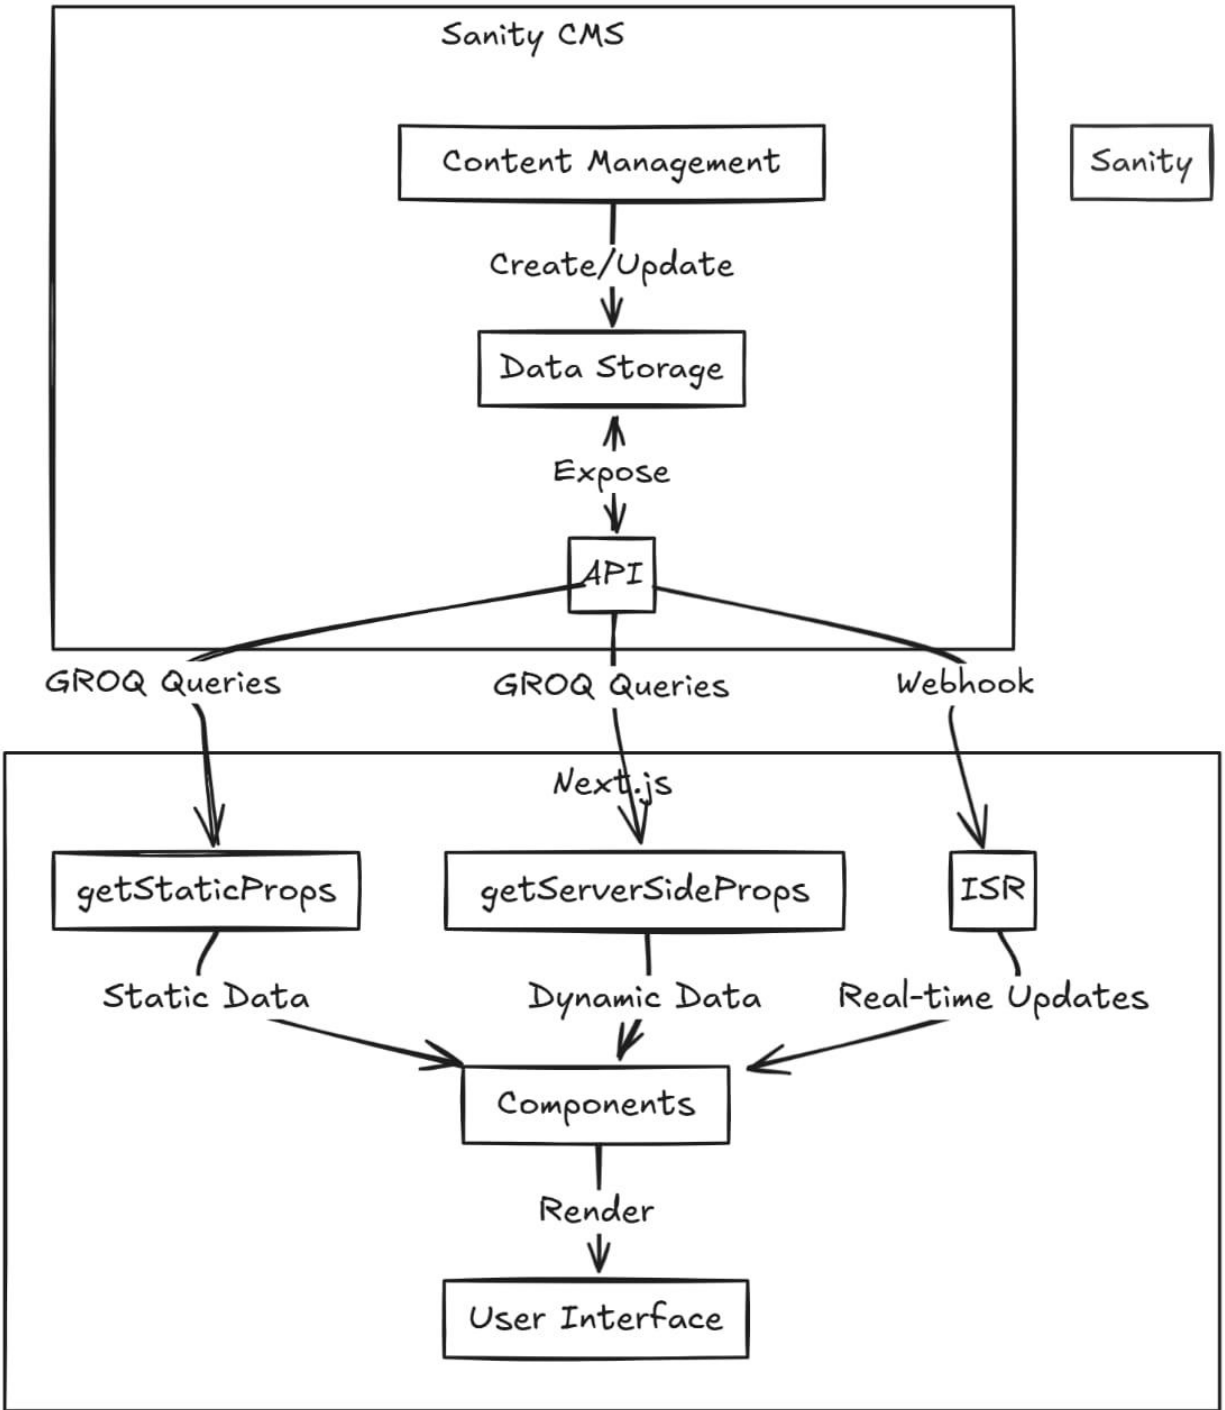 Sanity CMS
Content Management
Sanity
Create/Update
Data Storage
Expose
API
GROQ Queries
GROQ Queries
Webhook
Next.js
getStaticProps
getServerSideProps
ISR
Static Data
Dynamic Data
Real-time Updates
Components
Render
User Interface